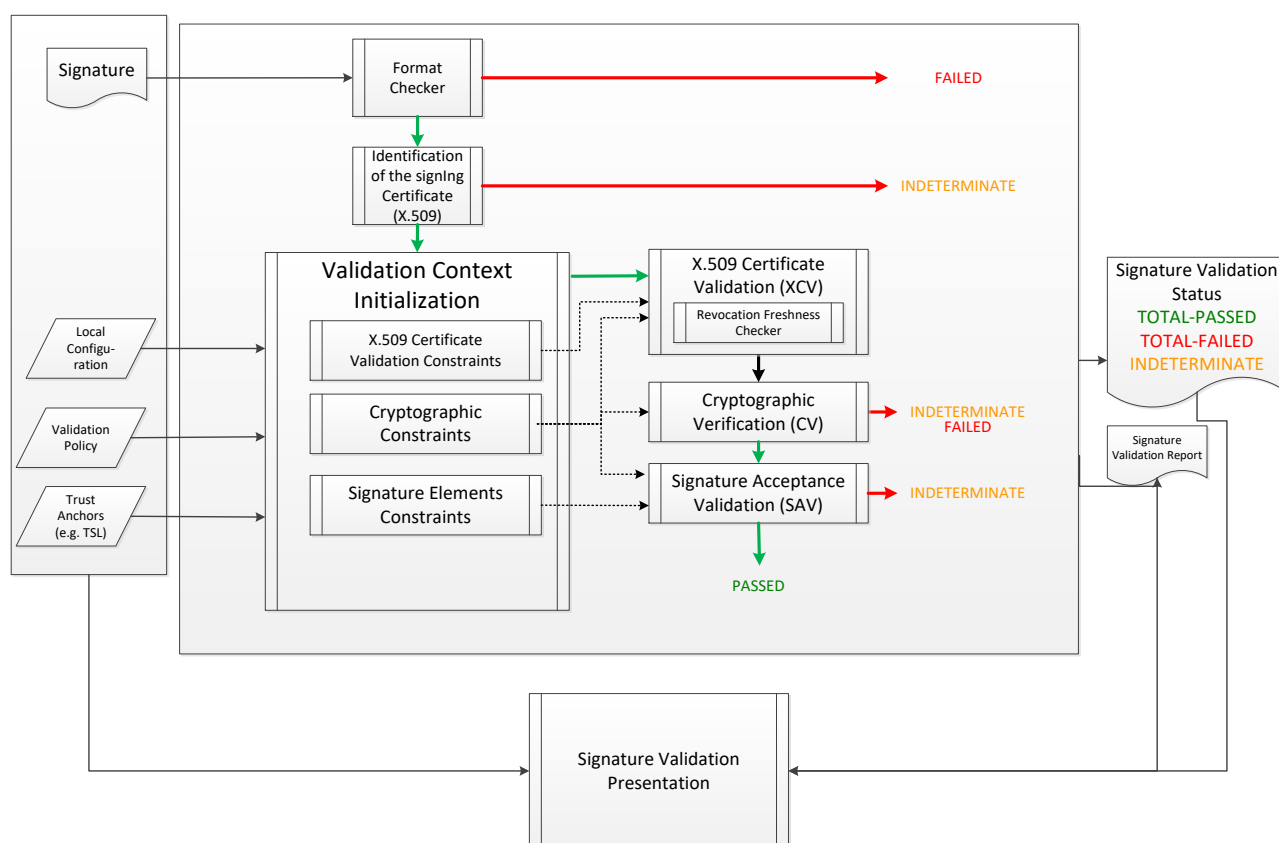 Signature
Format
Checker
FAILED
Identification
of the signIng
Certificate
(X.509)
INDETERMINATE
Validation Context
Initialization
X.509 Certificate
Validation (XCV)
Revocation Freshness
Checker
Signature Validation
Status
TOTAL-PASSED
TOTAL-FAILED
INDETERMINATE
Local
Configu-
ration
X.509 Certificate
Validation Constraints
Cryptographic
Constraints
Cryptographic
Verification (CV)
INDETERMINATE
FAILED
Validation
Policy
Signature
Validation Report
Trust
Anchors
(e.g. TSL)
Signature Elements
Constraints
Signature Acceptance
Validation (SAV)
INDETERMINATE
PASSED
Signature Validation
Presentation